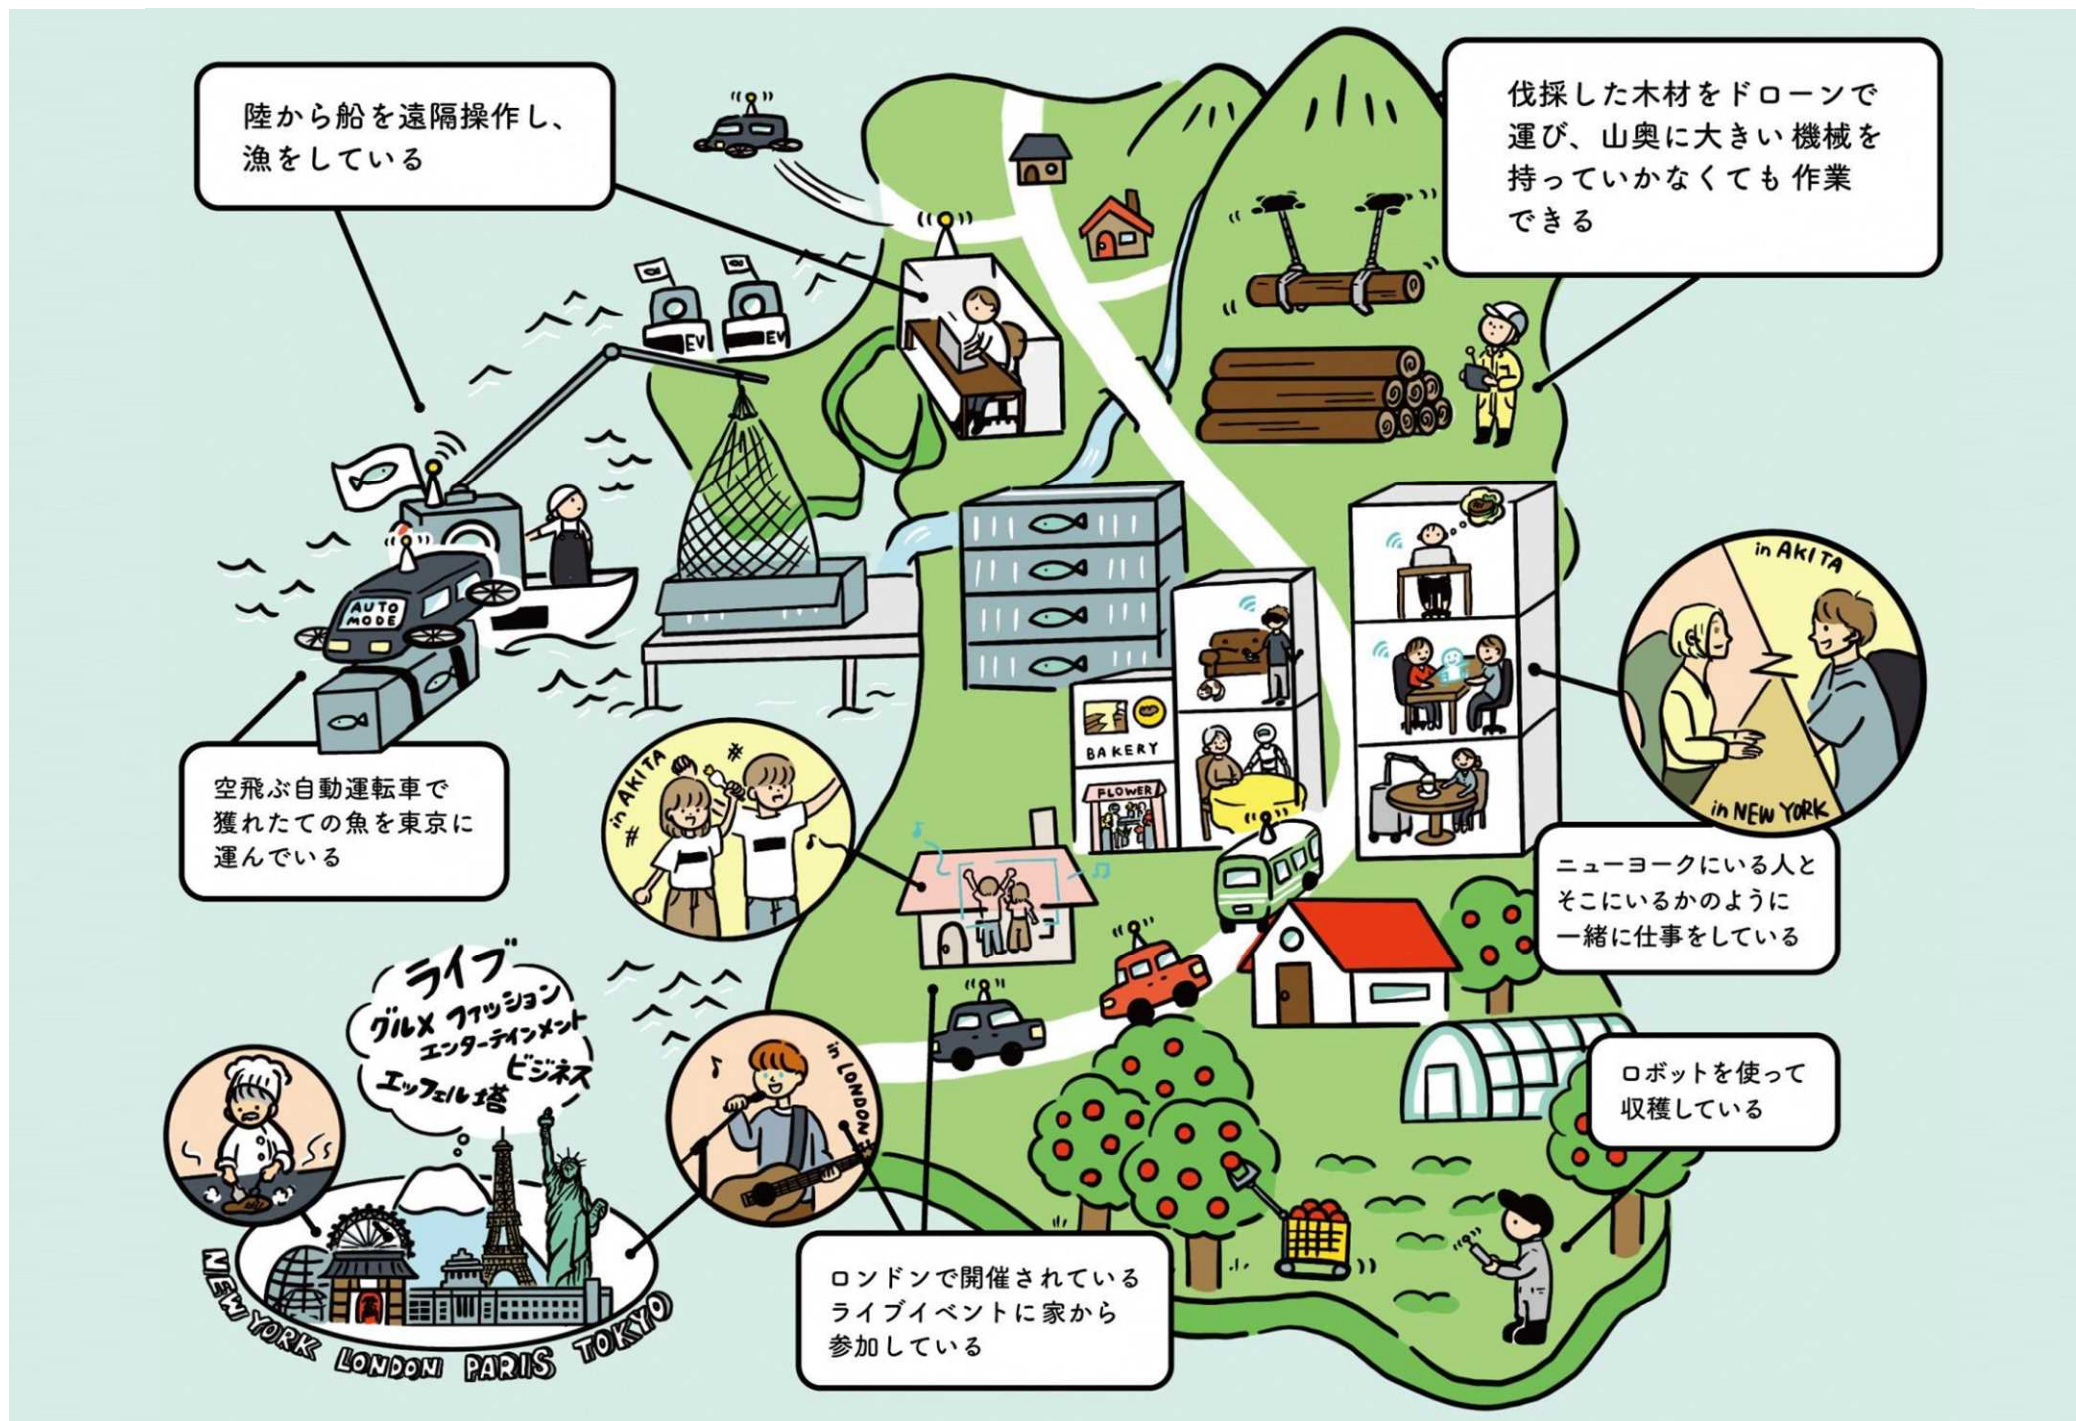 陸から船を遠隔操作し、
漁をしている
伐採した木材をドローンで
運び、山奥に大きい機械を
持っていかなくても作業
できる
EV
EV
AUTO
MODE
空飛ぶ自動運転車で
獲れたての魚を東京に
運んでいる
in AKITA
in NEW YORK
ニューヨークにいる人と
そこにいるかのように
一緒に仕事をしている
BAKERY
FLOWER
in AKITA
#
#
ライブ
グルメ ファッション
エンターテインメント
ビジネス
エッフェル塔
in LONDON
NEW YORK LONDON PARIS TOKYO
ロンドンで開催されている
ライブイベントに家から
参加している
ロボットを使って
収穫している